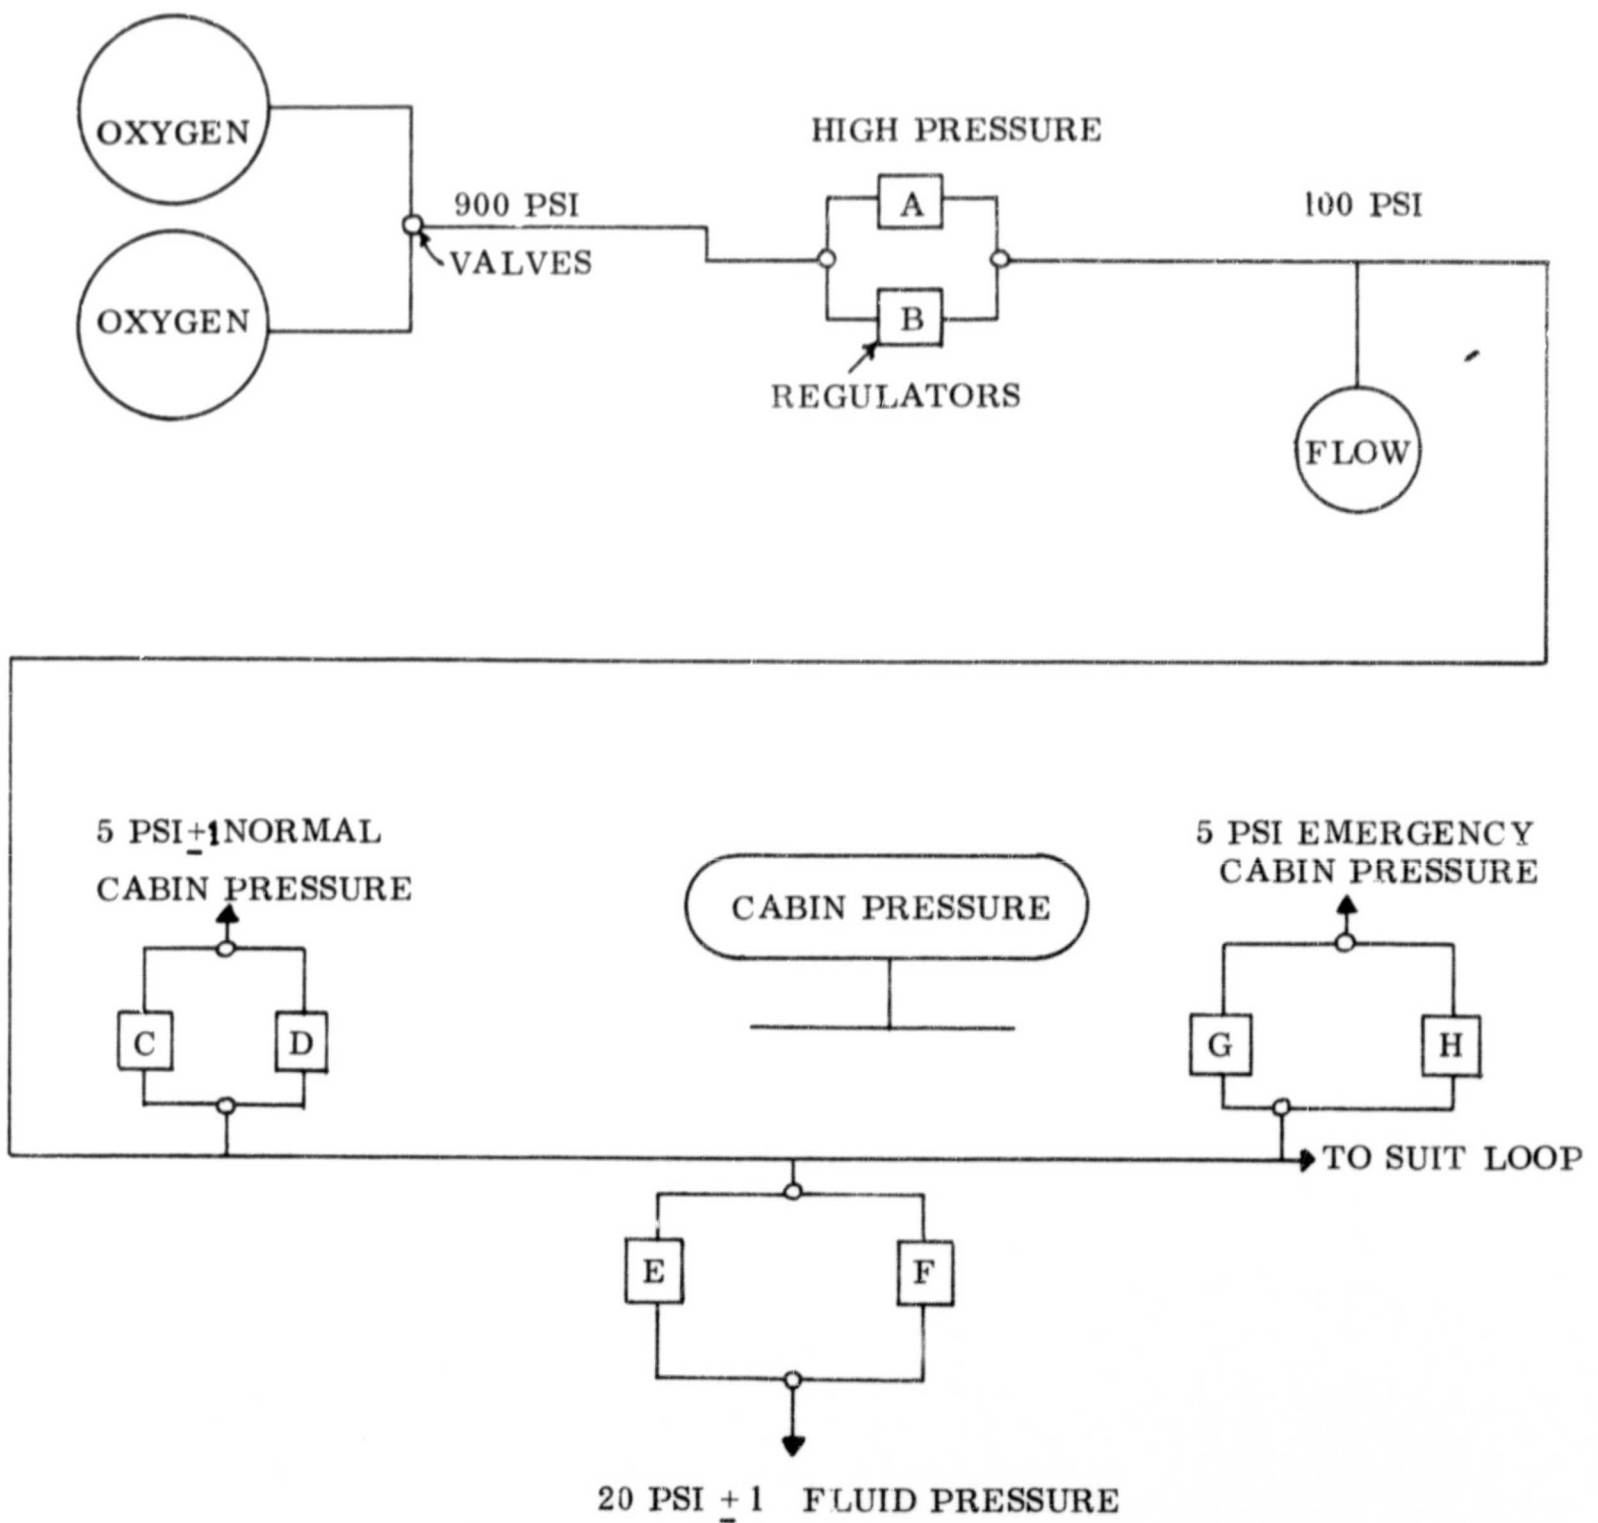 OXYGEN
HIGH PRESSURE
900 PSI
A
100 PSI
VALVES
OXYGEN
B
REGULATORS
FLOW
5 PSI ±1 NORMAL
CABIN PRESSURE
CABIN PRESSURE
5 PSI EMERGENCY
CABIN PRESSURE
C
D
G
H
TO SUIT LOOP
E
F
20 PSI ± 1 FLUID PRESSURE